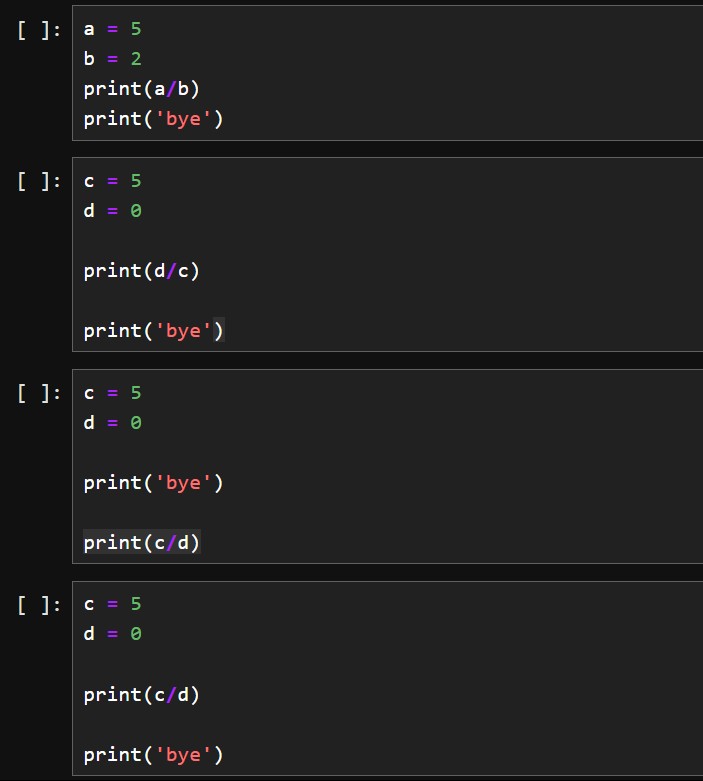 [ ]: a = 5
b = 2
print(a/b)
print('bye')
[ ]: c = 5
d = 0
print(d/c)
print('bye')
[ ]: c = 5
d = 0
print('bye')
print(c/d)
[ ]: c = 5
d = 0
print(c/d)
print('bye')